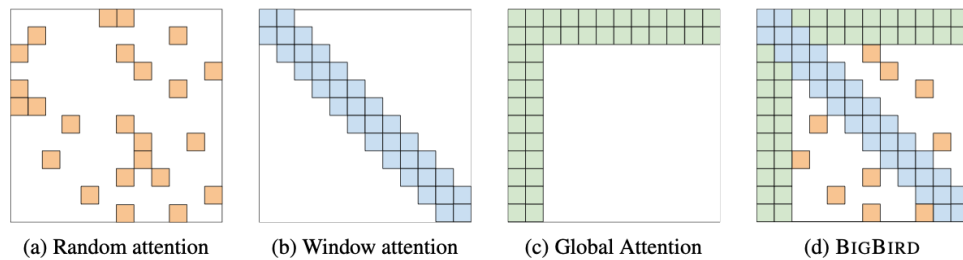 (a) Random attention
(b) Window attention
(c) Global Attention
(d) BIGBIRD